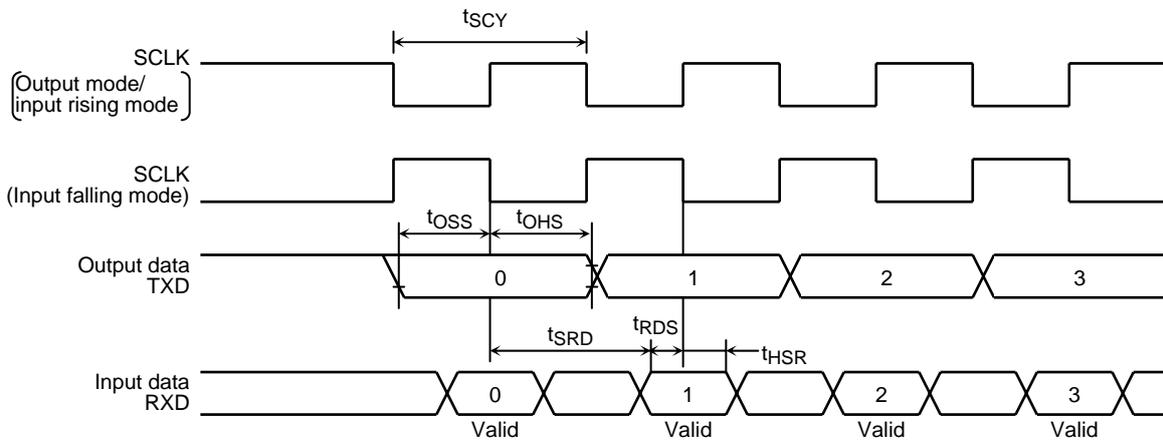 tSCY
SCLK
Output mode/
input rising mode
SCLK
(Input falling mode)
tOSS tOHS
Output data
TXD
0 1 2 3
tSRD tRDS tHSR
Input data
RXD
0 1 2 3
Valid Valid Valid Valid